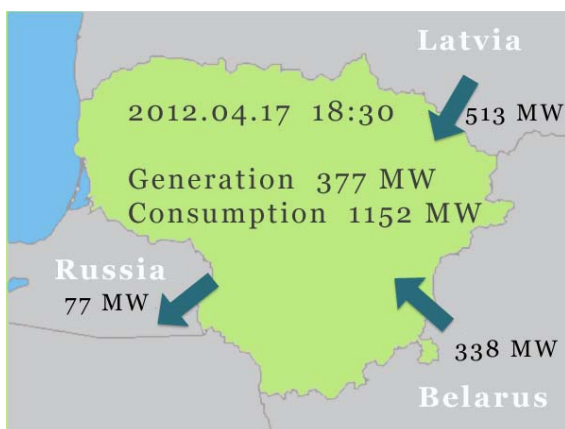 Latvia
2012.04.17 18:30
513 MW
Generation 377 MW
Consumption 1152 MW
Russia
77 MW
338 MW
Belarus